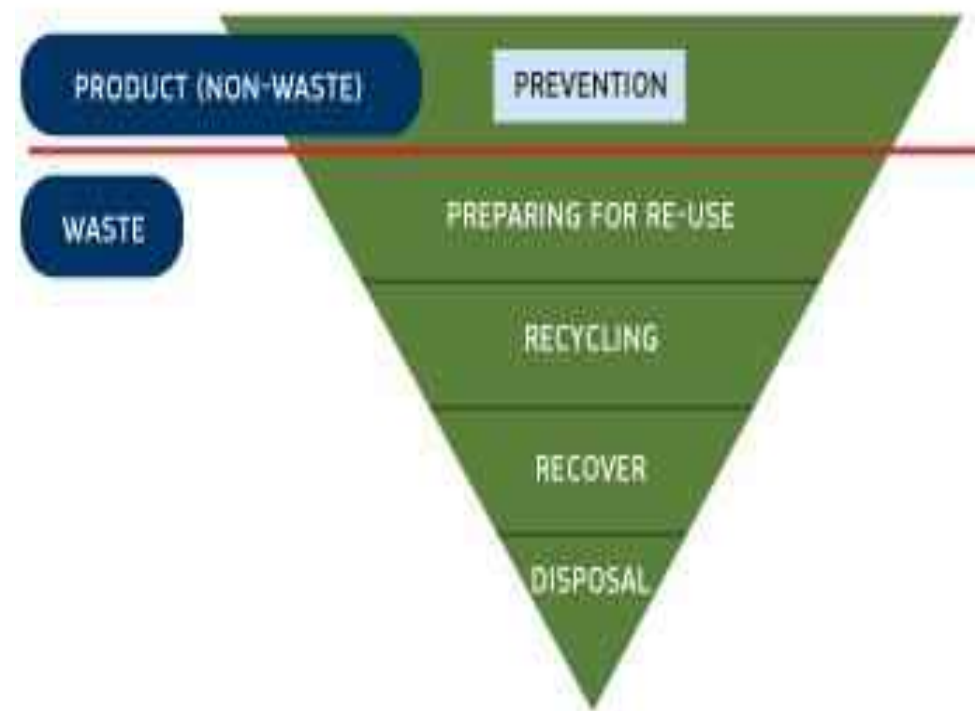 PRODUCT (NON-WASTE)
PREVENTION
WASTE
PREPARING FOR RE-USE
RECYCLING
RECOVER
DISPOSAL